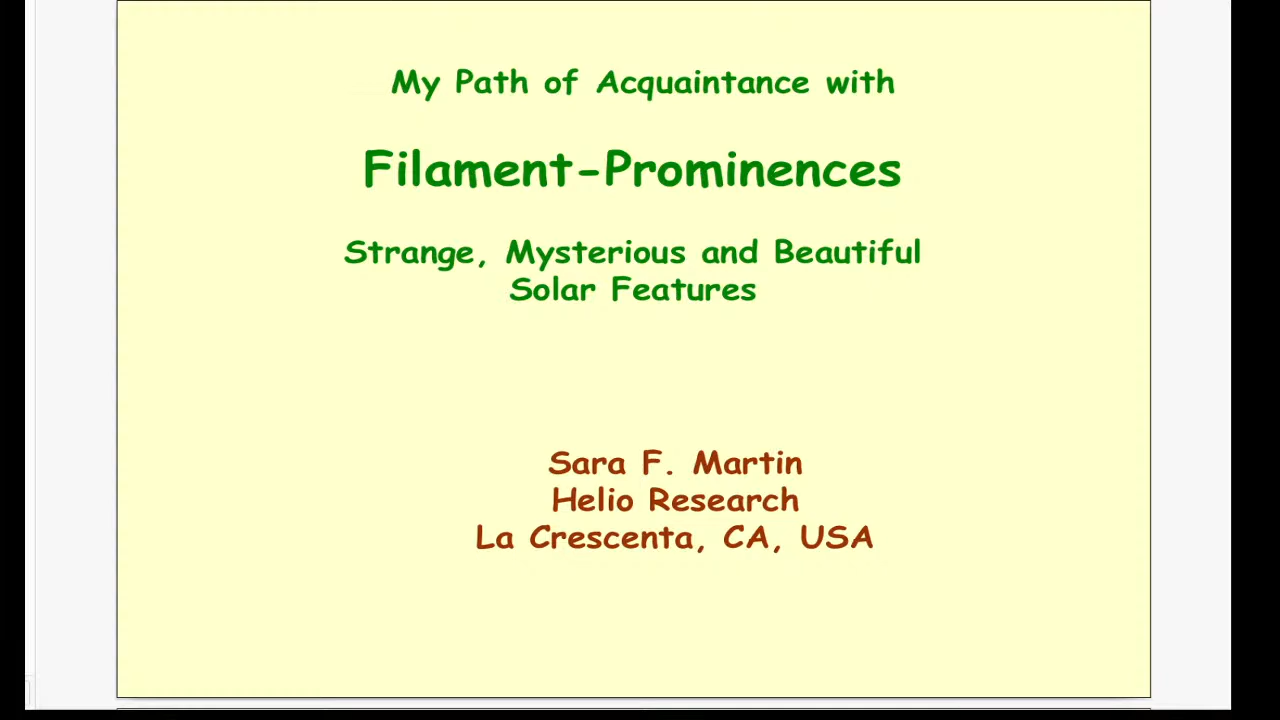 My Path of Acquaintance with
Filament-Prominences
Strange, Mysterious and Beautiful
Solar Features
Sara F. Martin
Helio Research
La Crescenta, CA, USA